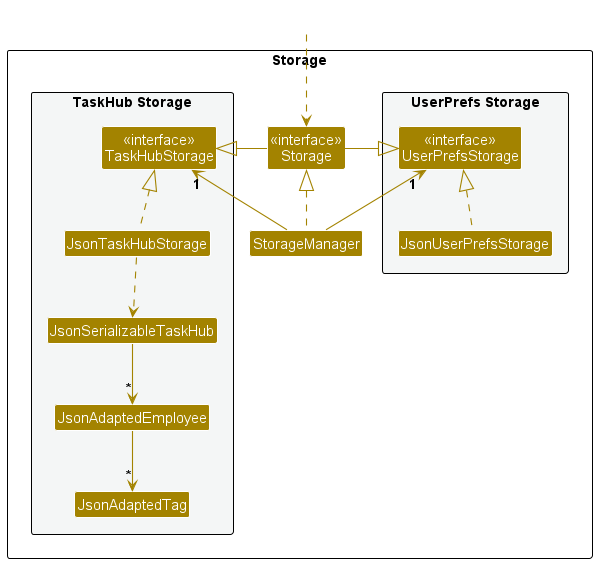 Storage
TaskHub Storage
UserPrefs Storage
«interface»
TaskHubStorage
«interface»
Storage
«interface»
UserPrefsStorage
1
1
JsonTaskHubStorage
StorageManager
JsonUserPrefsStorage
JsonSerializableTaskHub
*
JsonAdaptedEmployee
*
JsonAdaptedTag